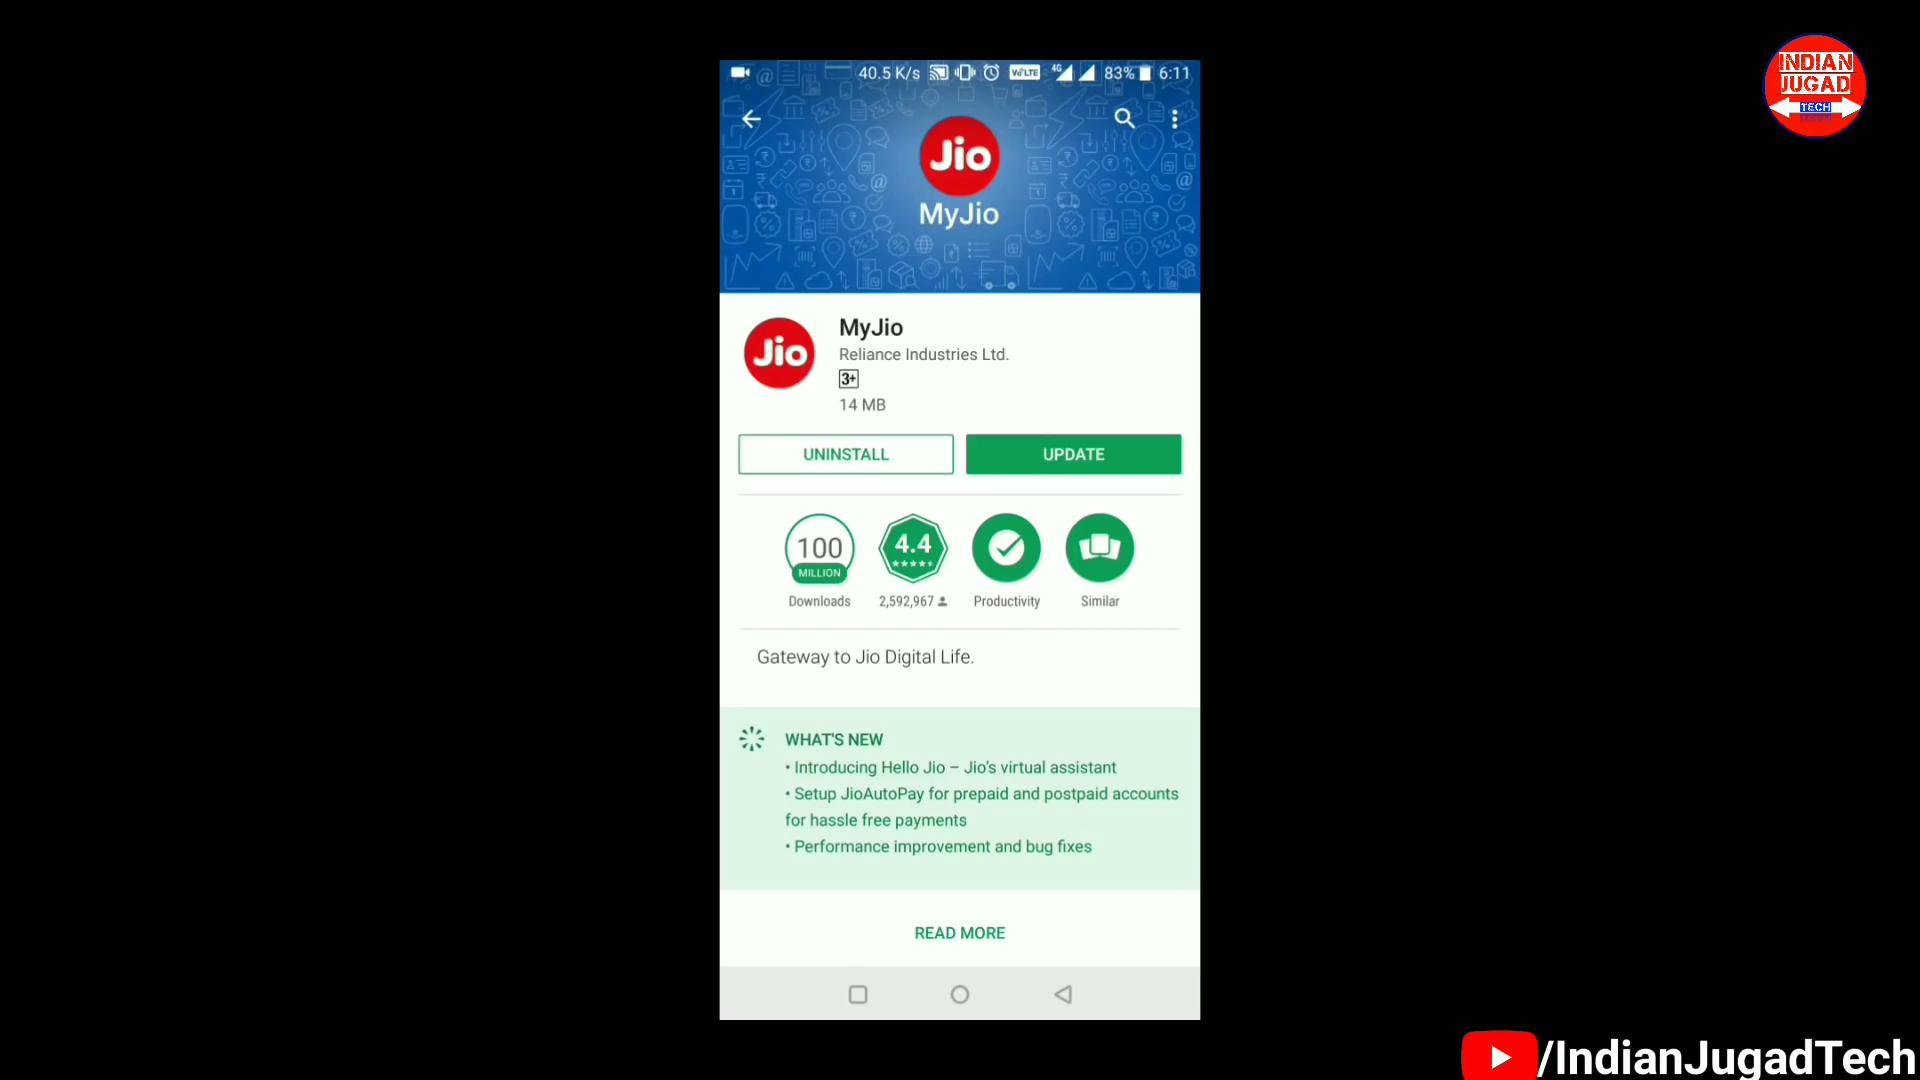 40.5 K/s VoLTE 4G 83% 6:11
INDIAN
JUGAD
TECH
Jio
MyJio
Jio
MyJio
Reliance Industries Ltd.
3+
14 MB
UNINSTALL
UPDATE
100
MILLION
Downloads
4.4
2,592,967
Productivity
Similar
Gateway to Jio Digital Life.
WHAT'S NEW
• Introducing Hello Jio – Jio's virtual assistant
• Setup JioAutoPay for prepaid and postpaid accounts
for hassle free payments
• Performance improvement and bug fixes
READ MORE
/IndianJugadTech